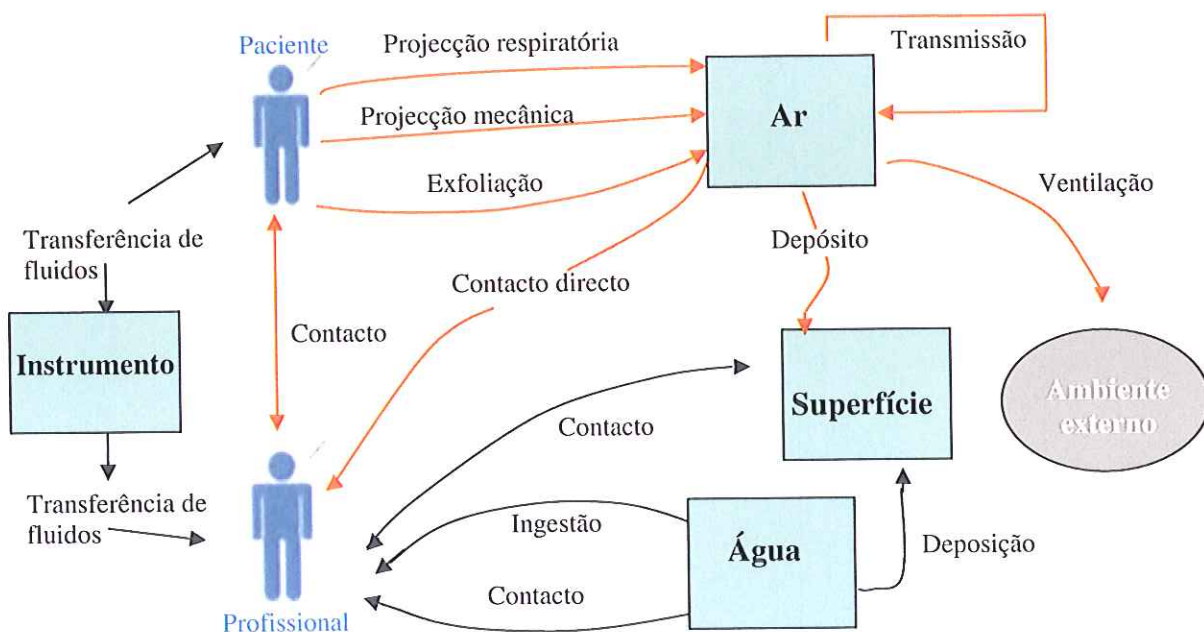 Paciente
Projecção respiratória
Transmissão
Projecção mecânica
Ar
Exfoliação
Ventilação
Transferência de
fluidos
Depósito
Contacto directo
Contacto
Instrumento
Superfície
Ambiente
externo
Contacto
Transferência de
fluidos
Ingestão
Água
Deposição
Contacto
Profissional